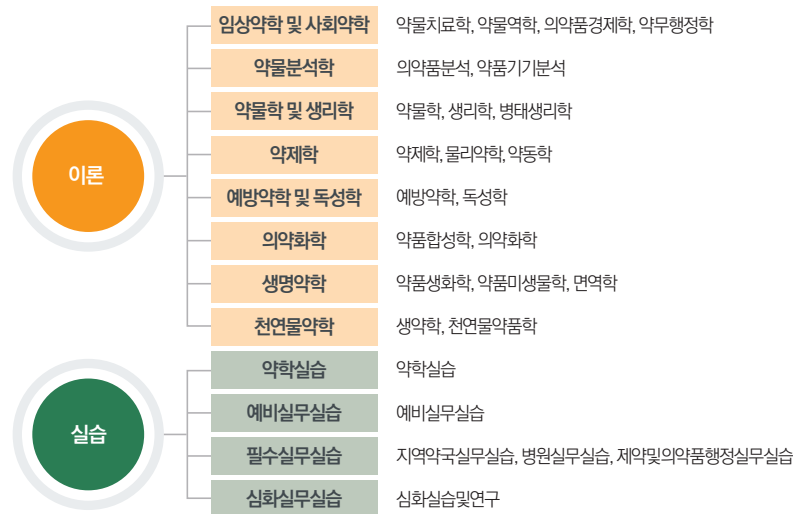 이론
임상약학 및 사회약학 약물치료학, 약물역학, 의약품경제학, 약무행정학
약물분석학 의약품분석, 약품기기분석
약물학 및 생리학 약물학, 생리학, 병태생리학
약제학 약제학, 물리약학, 약동학
예방약학 및 독성학 예방약학, 독성학
의약화학 약품합성학, 의약화학
생명약학 약품생화학, 약품미생물학, 면역학
천연물약학 생약학, 천연물약품학
실습
약학실습 약학실습
예비실무실습 예비실무실습
필수실무실습 지역약국실무실습, 병원실무실습, 제약및의약품행정실무실습
심화실무실습 심화실습및연구